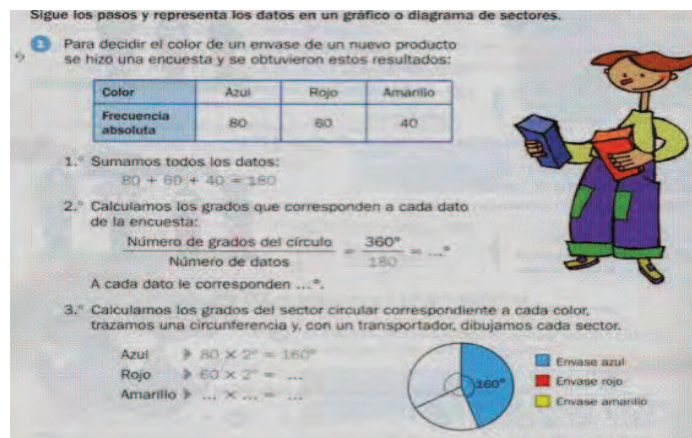 Sigue los pasos y representa los datos en un gráfico o diagrama de sectores.
1 Para decidir el color de un envase de un nuevo producto
se hizo una encuesta y se obtuvieron estos resultados:
Color Azul Rojo Amarillo
Frecuencia
absoluta 80 60 40
1.º Sumamos todos los datos:
80 + 60 + 40 = 180
2.º Calculamos los grados que corresponden a cada dato
de la encuesta:
Número de grados del círculo = 360° = ...°
Número de datos 180
A cada dato le corresponden ...°.
3.º Calculamos los grados del sector circular correspondiente a cada color,
trazamos una circunferencia y, con un transportador, dibujamos cada sector.
Azul 80 × 2° = 160°
Rojo 60 × 2° = ...
Amarillo ... × ... = ...
160°
Envase azul
Envase rojo
Envase amarillo